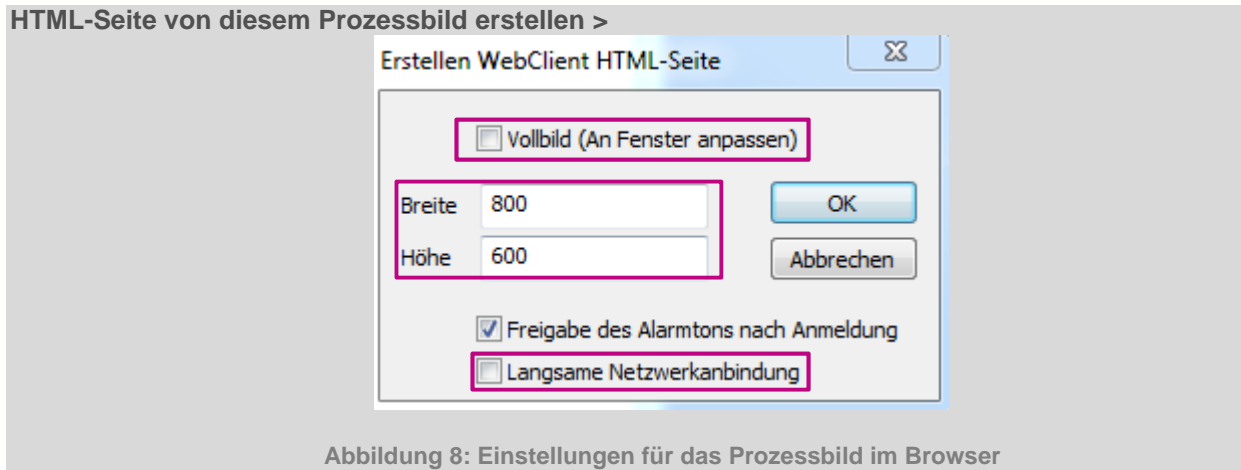 HTML-Seite von diesem Prozessbild erstellen >
Erstellen WebClient HTML-Seite
Vollbild (An Fenster anpassen)
Breite 800 OK
Höhe 600 Abbrechen
Freigabe des Alarmtons nach Anmeldung
Langsame Netzwerkanbindung
Abbildung 8: Einstellungen für das Prozessbild im Browser